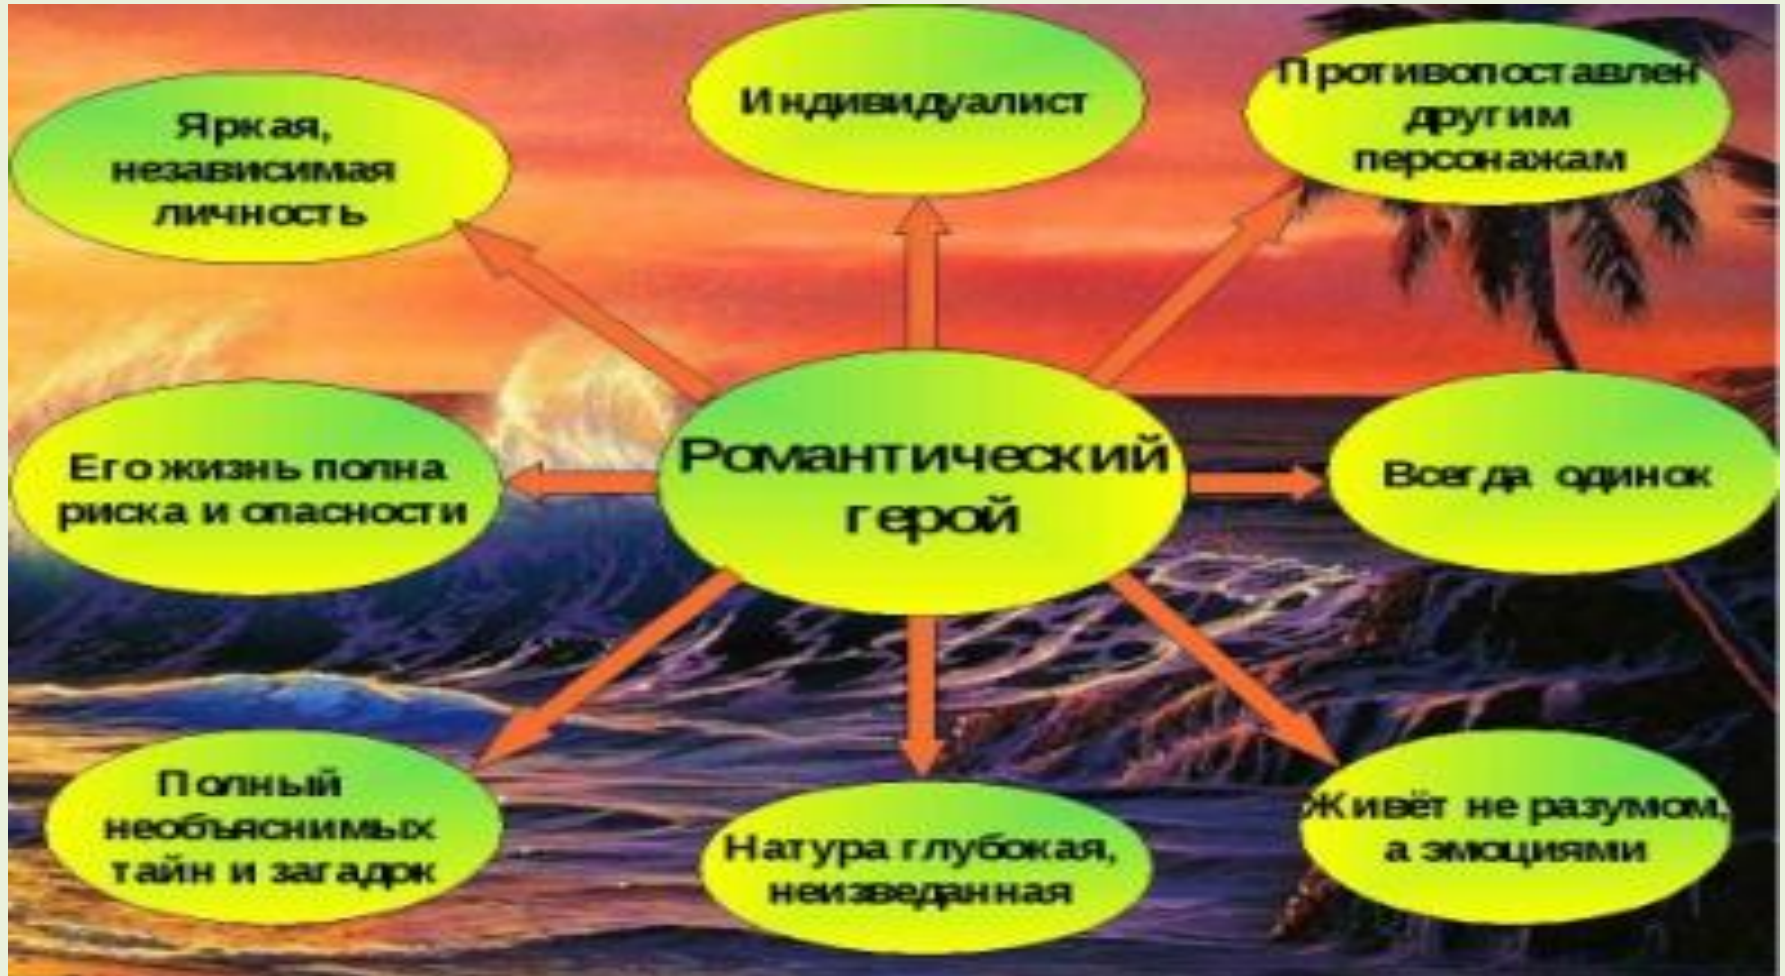 Яркая,
независимая
личность
Индивидуалист
Противопоставлен
другим
персонажам
Его жизнь полна
риска и опасности
Романтический
герой
Всегда одинок
Полный
необъяснимых
тайн и загадок
Натура глубокая,
неизведанная
Живёт не разумом,
а эмоциями